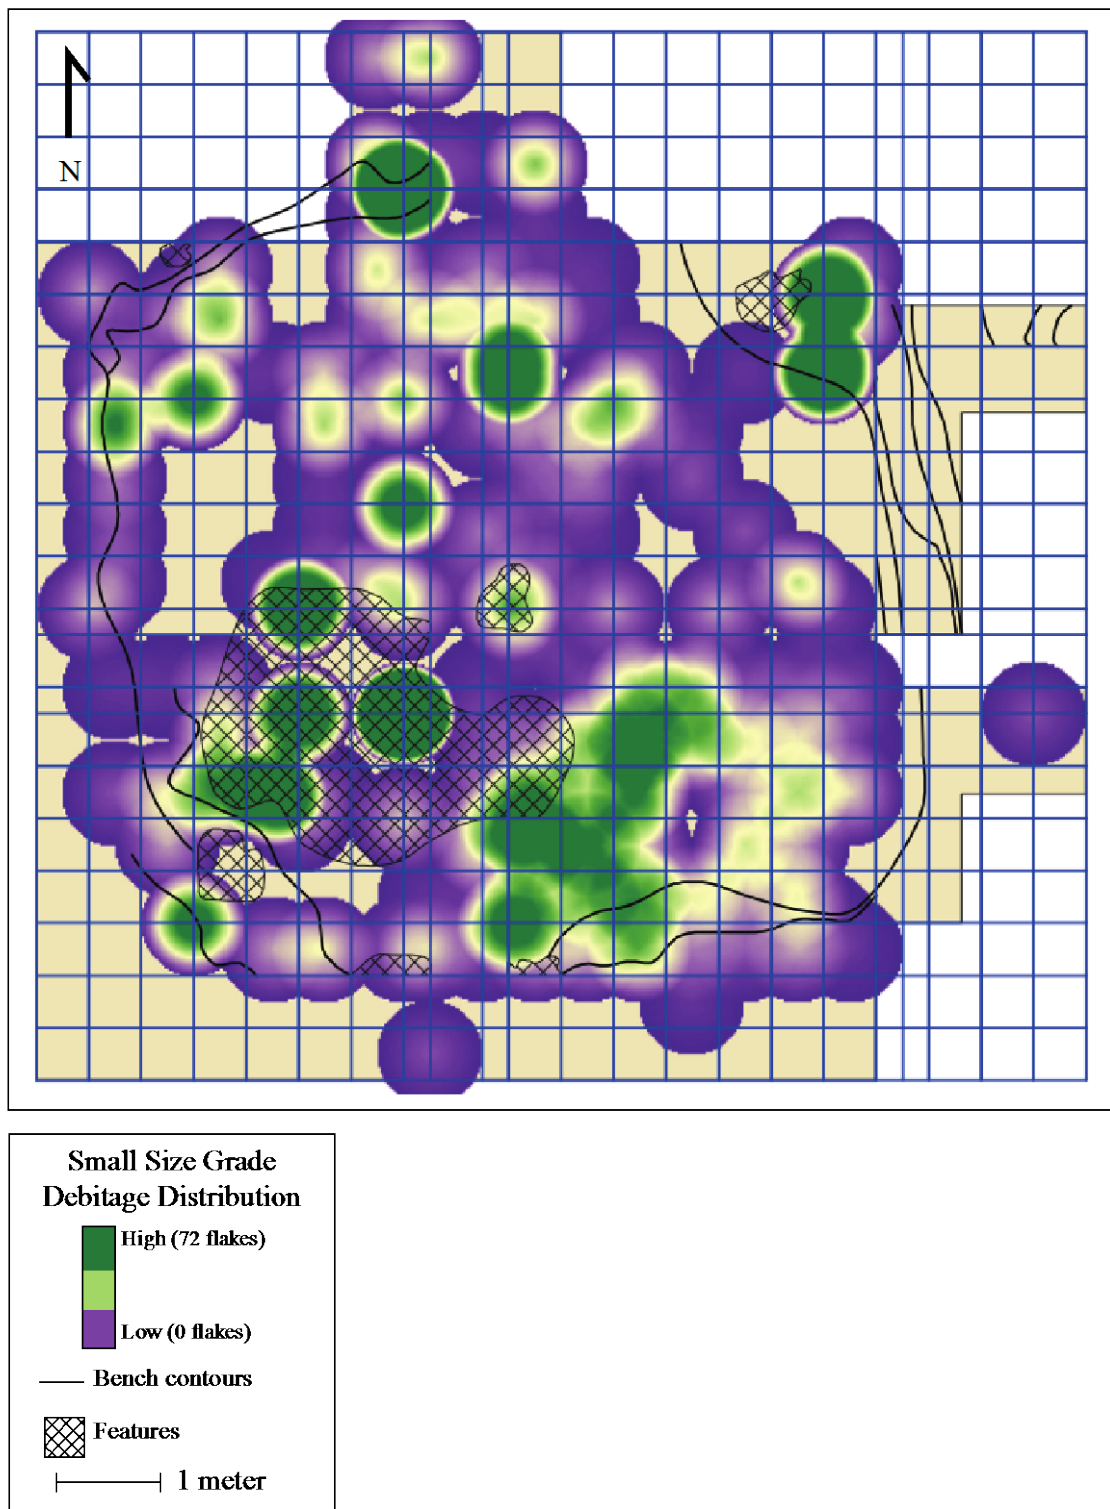 N
Small Size Grade
Debitage Distribution
High (72 flakes)
Low (0 flakes)
Bench contours
Features
1 meter